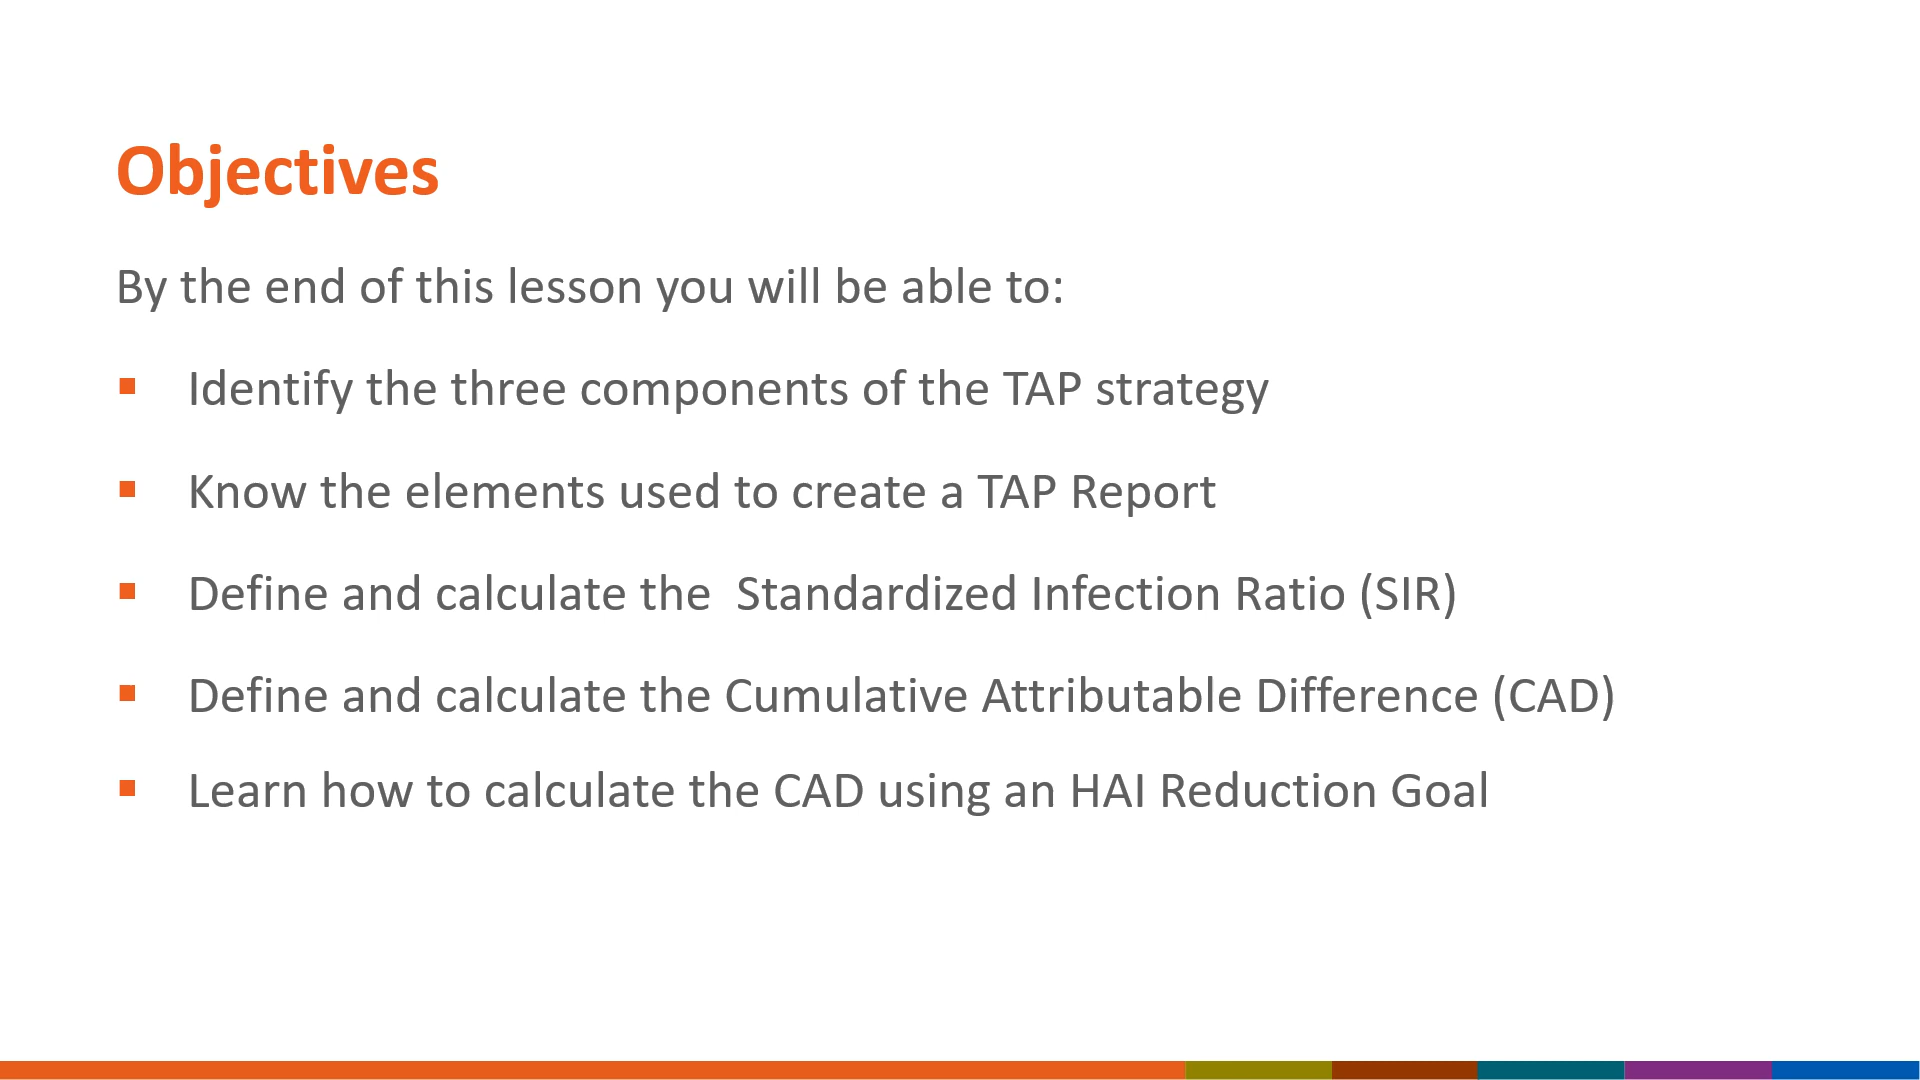 Objectives
By the end of this lesson you will be able to:
▪ Identify the three components of the TAP strategy
▪ Know the elements used to create a TAP Report
▪ Define and calculate the  Standardized Infection Ratio (SIR)
▪ Define and calculate the Cumulative Attributable Difference (CAD)
▪ Learn how to calculate the CAD using an HAI Reduction Goal